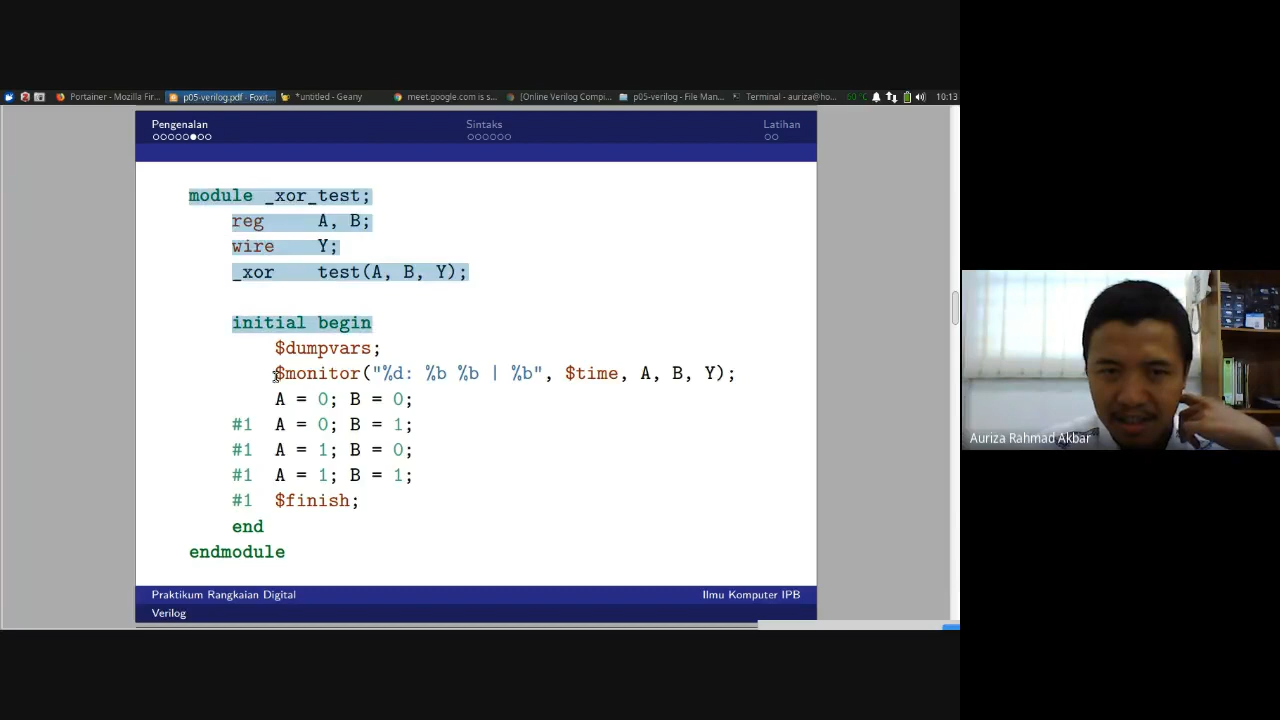 Portainer - Mozilla Fir...
p05-verilog.pdf - Foxit...
*untitled - Geany
meet.google.com is s...
[Online Verilog Compi...
p05-verilog - File Man...
Terminal - auriza@ho...
60°C
10:13
Pengenalan
Sintaks
Latihan
module _xor_test;
reg A, B;
wire Y;
_xor test(A, B, Y);
initial begin
$dumpvars;
$monitor("%d: %b %b | %b", $time, A, B, Y);
A = 0; B = 0;
#1 A = 0; B = 1;
#1 A = 1; B = 0;
#1 A = 1; B = 1;
#1 $finish;
end
endmodule
Praktikum Rangkaian Digital
Ilmu Komputer IPB
Verilog
Auriza Rahmad Akbar